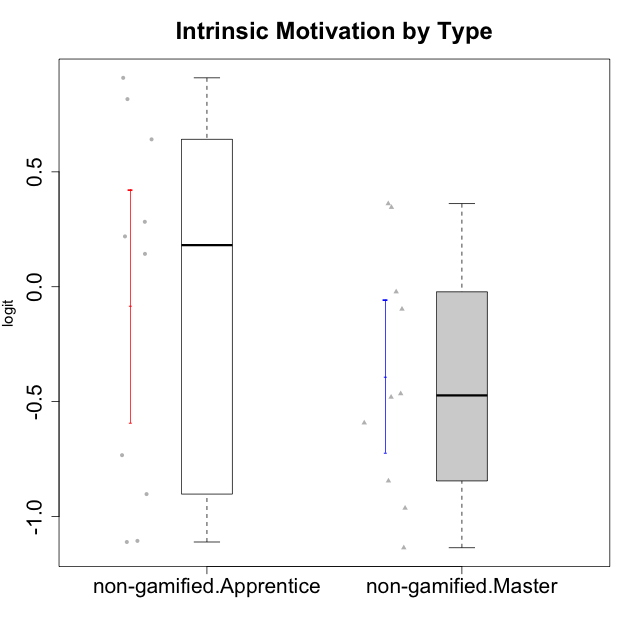 Intrinsic Motivation by Type
logit
0.5
0.0
-0.5
-1.0
non-gamified.Apprentice
non-gamified.Master